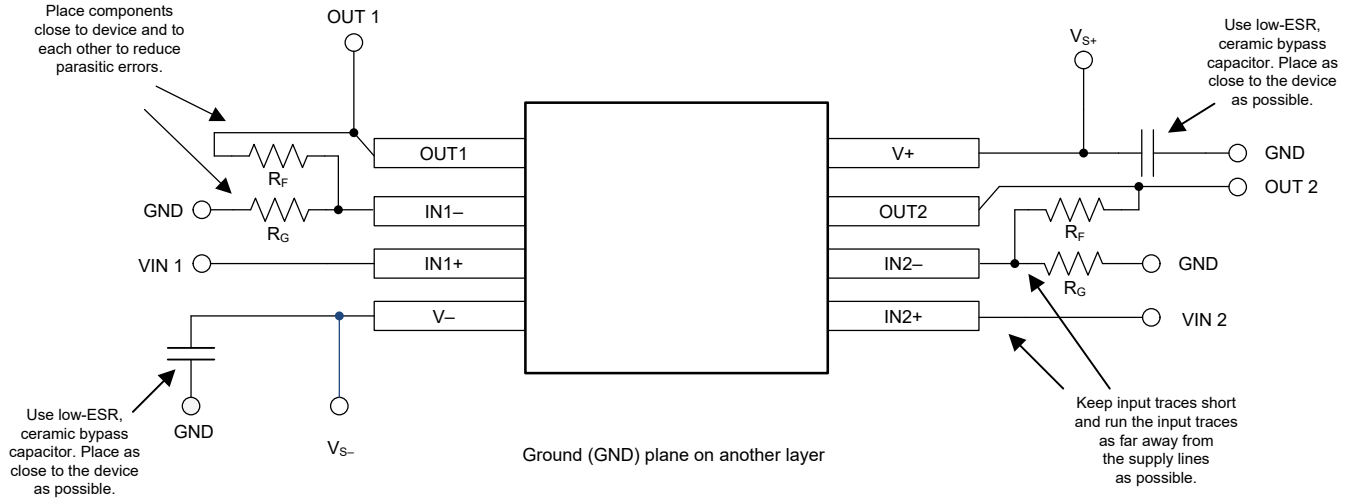 Place components
close to device and to
each other to reduce
parasitic errors.
OUT 1
VS+
Use low-ESR,
ceramic bypass
capacitor. Place as
close to the device
as possible.
RF
OUT1
V+
GND
GND
RG
IN1–
OUT2
OUT 2
RF
VIN 1
IN1+
IN2–
RG
GND
V–
IN2+
VIN 2
Use low-ESR,
ceramic bypass
capacitor. Place as
close to the device
as possible.
GND
VS–
Ground (GND) plane on another layer
Keep input traces short
and run the input traces
as far away from
the supply lines
as possible.